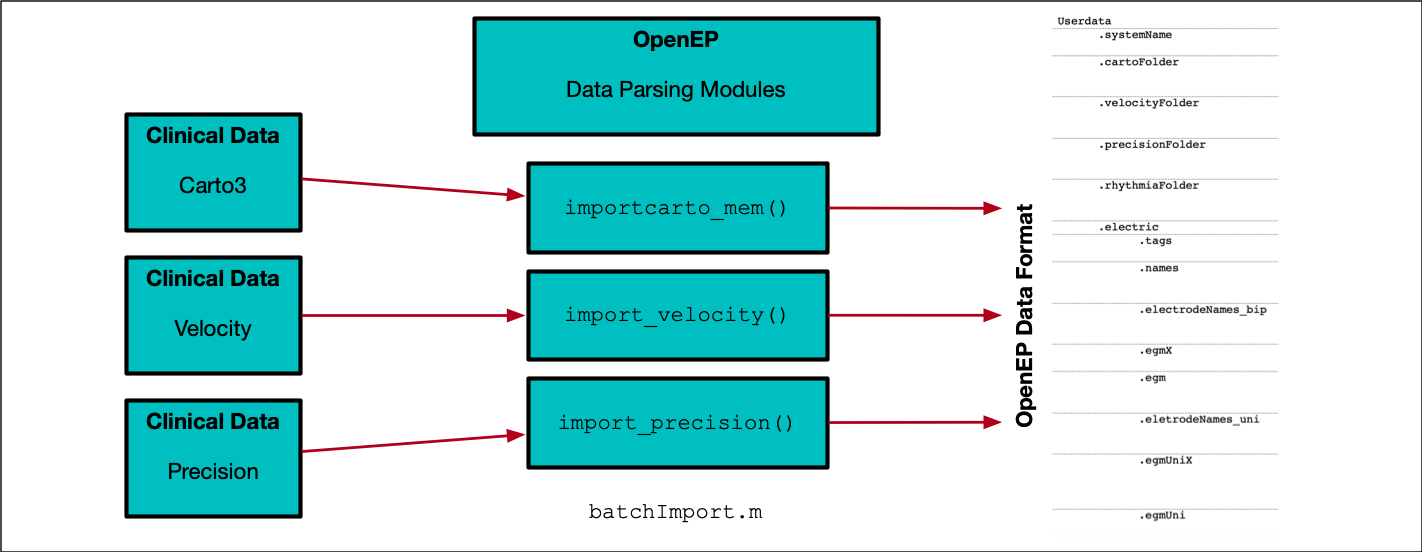 OpenEP
Data Parsing Modules
Clinical Data
Carto3
Clinical Data
Velocity
Clinical Data
Precision
importcarto_mem()
import_velocity()
import_precision()
batchImport.m
OpenEP Data Format
Userdata
.systemName
.cartoFolder
.velocityFolder
.precisionFolder
.rhythmiaFolder
.electric
.tags
.names
.electrodeNames_bip
.egmX
.egm
.eletrodeNames_uni
.egmUniX
.egmUni